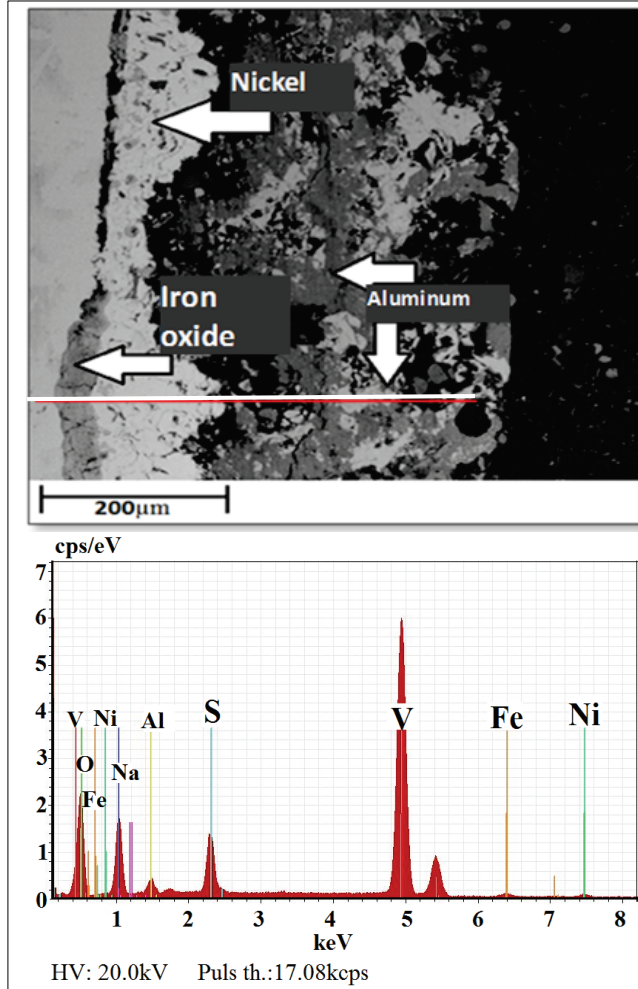 Nickel
Iron
oxide
Aluminum
200μm
cps/eV
7
6
5
4
3
2
1
0
V
O
Fe
Ni
Na
Al
S
V
Fe
Ni
1 2 3 4 5 6 7 8
keV
HV: 20.0kV Puls th.:17.08kcps